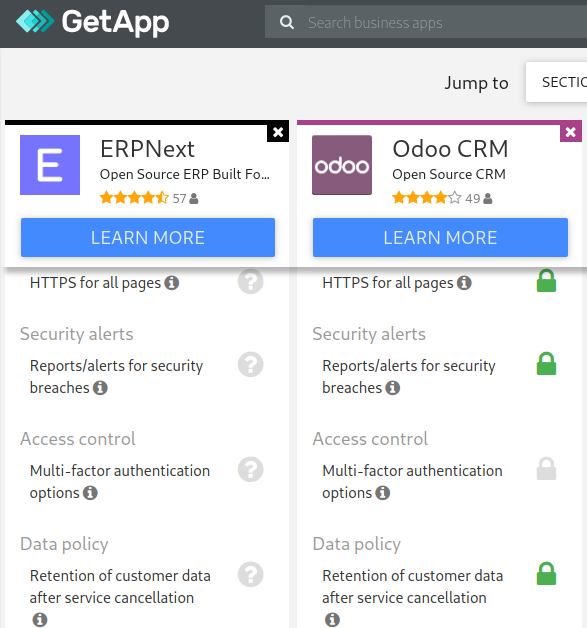 GetApp
Search business apps
Jump to
SECTIO
E
ERPNext
Open Source ERP Built Fo...
57
LEARN MORE
odoo
Odoo CRM
Open Source CRM
49
LEARN MORE
HTTPS for all pages
HTTPS for all pages
Security alerts
Security alerts
Reports/alerts for security
breaches
Reports/alerts for security
breaches
Access control
Access control
Multi-factor authentication
options
Multi-factor authentication
options
Data policy
Data policy
Retention of customer data
after service cancellation
Retention of customer data
after service cancellation